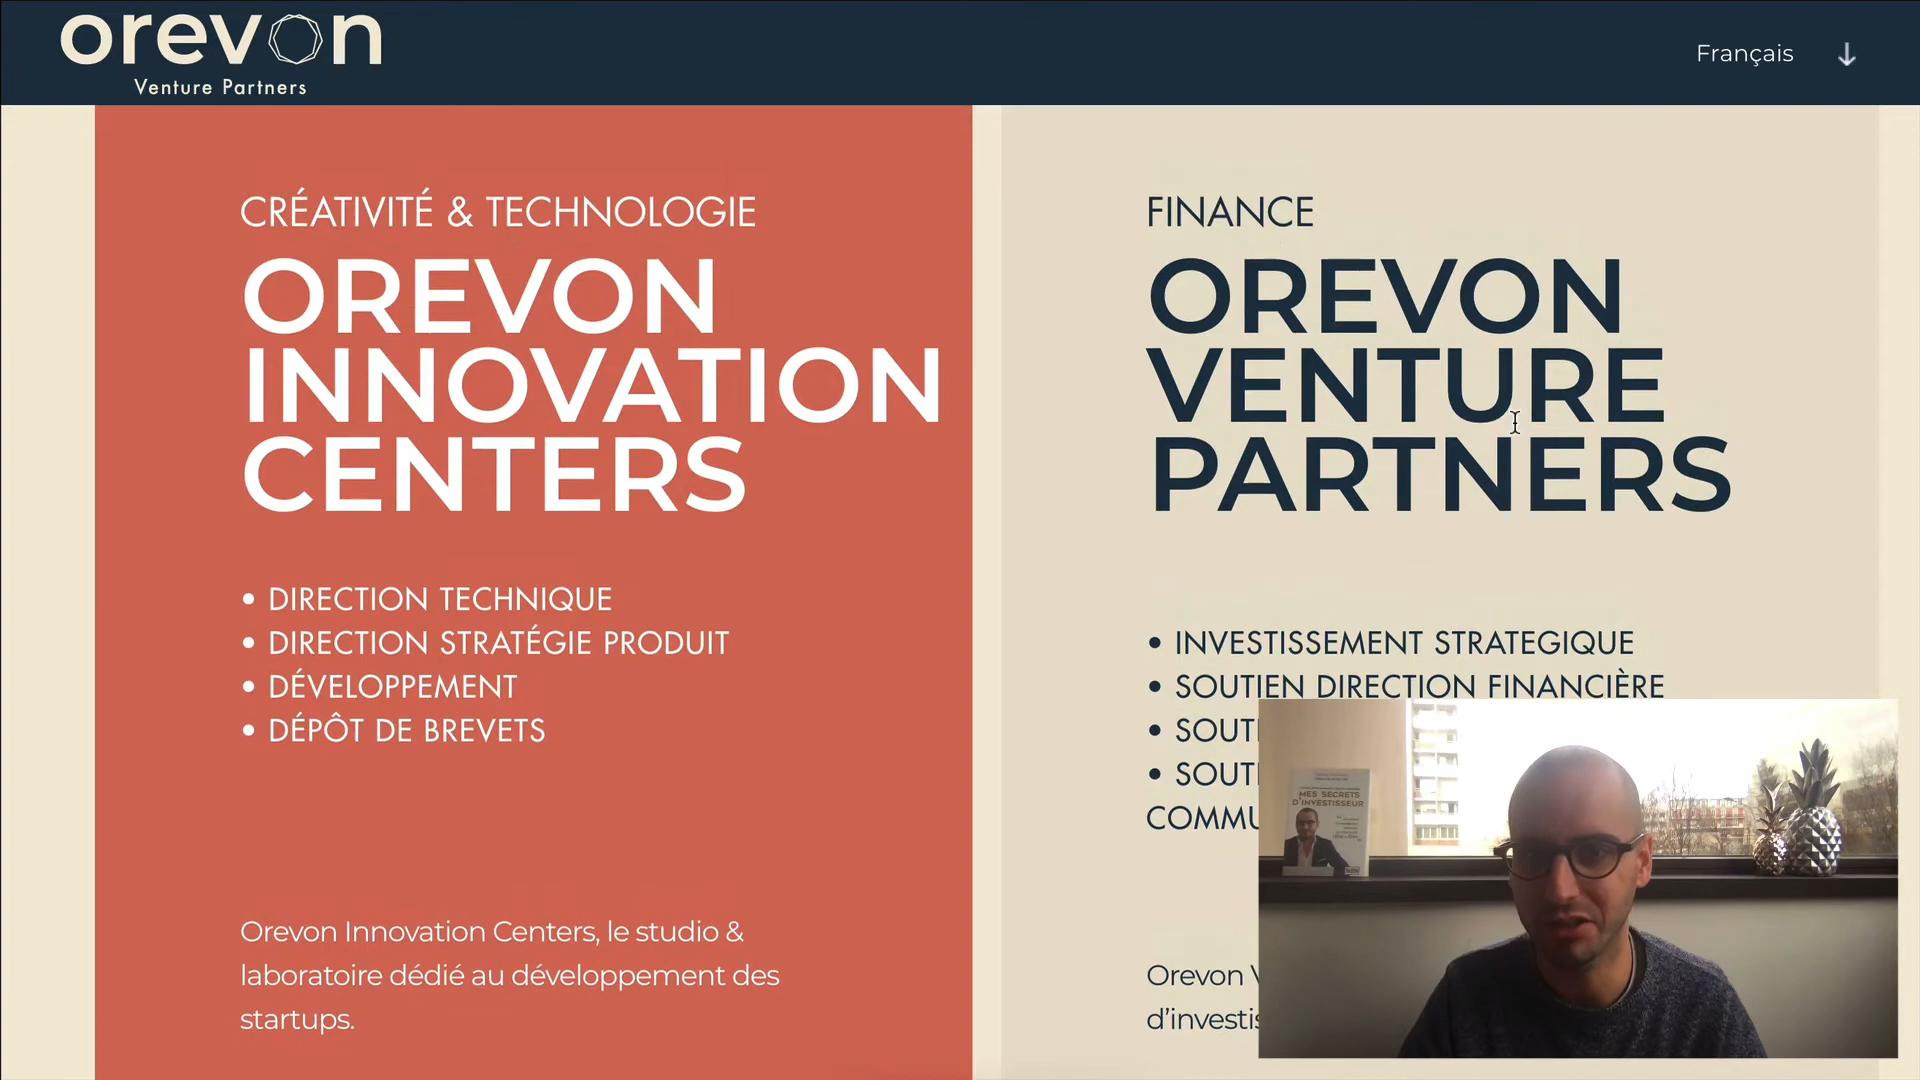 orevon
Venture Partners
Français
CRÉATIVITÉ & TECHNOLOGIE
OREVON
INNOVATION
CENTERS
• DIRECTION TECHNIQUE
• DIRECTION STRATÉGIE PRODUIT
• DÉVELOPPEMENT
• DÉPÔT DE BREVETS
Orevon Innovation Centers, le studio &
laboratoire dédié au développement des
startups.
FINANCE
OREVON
VENTURE
PARTNERS
• INVESTISSEMENT STRATEGIQUE
• SOUTIEN DIRECTION FINANCIÈRE
• SOUTI
• SOUTI
COMMU
Orevon V
d'investis
MES SECRETS
D'INVESTISSEUR